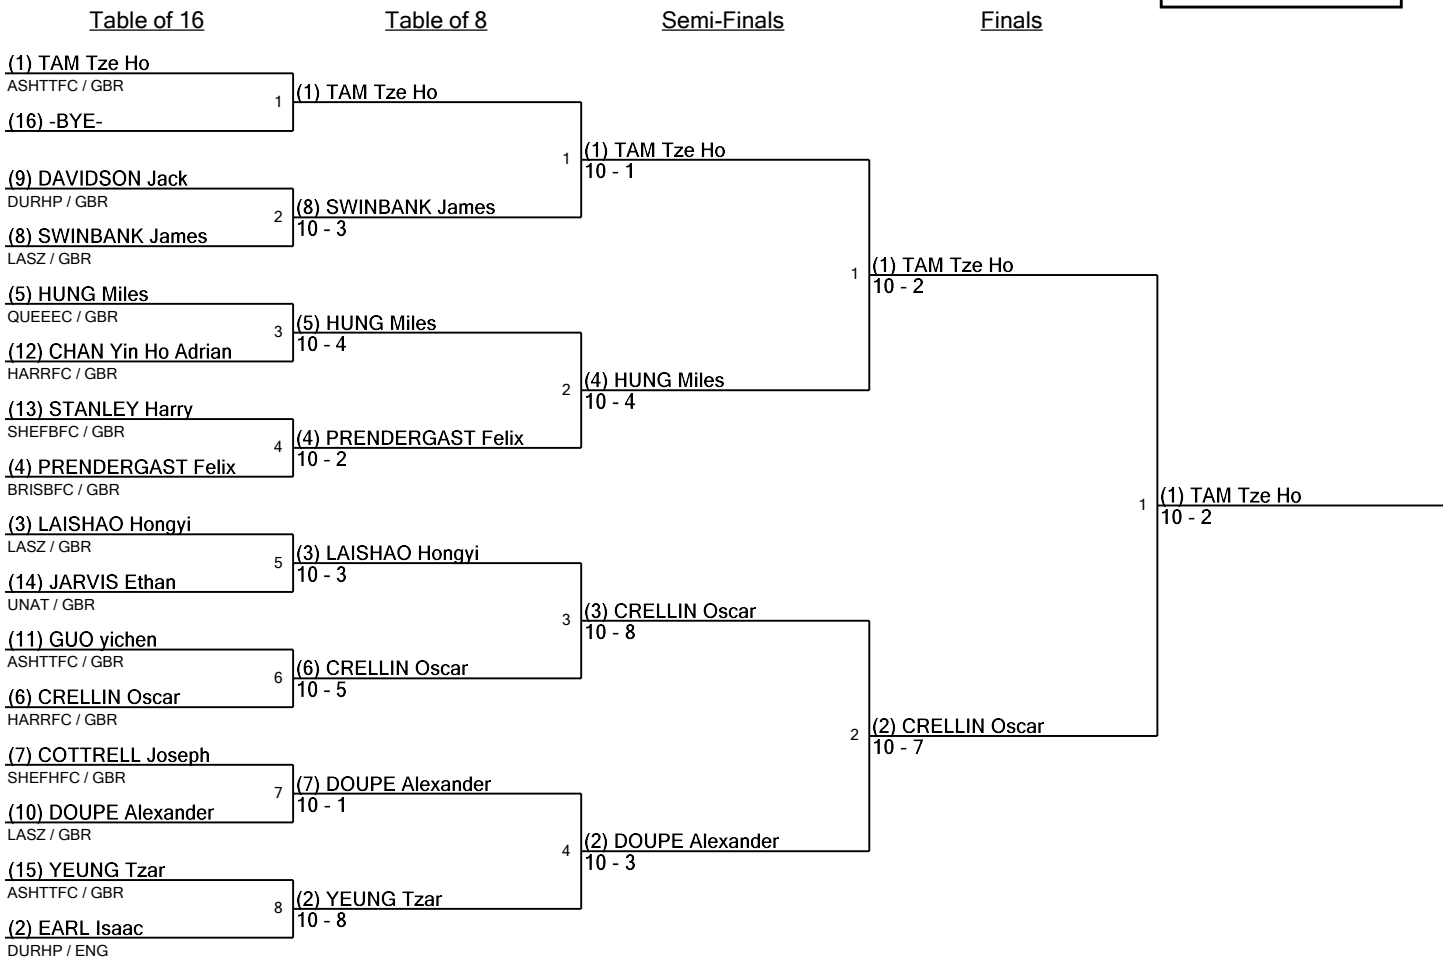 Table of 16
Table of 8
Semi-Finals
Finals
(1) TAM Tze Ho
ASHTTFC / GBR
(16) -BYE-
(9) DAVIDSON Jack
DURHP / GBR
(8) SWINBANK James
LASZ / GBR
(5) HUNG Miles
QUEEEC / GBR
(12) CHAN Yin Ho Adrian
HARRFC / GBR
(13) STANLEY Harry
SHEFBFC / GBR
(4) PRENDERGAST Felix
BRISBFC / GBR
(3) LAISHAO Hongyi
LASZ / GBR
(14) JARVIS Ethan
UNAT / GBR
(11) GUO yichen
ASHTTFC / GBR
(6) CRELLIN Oscar
HARRFC / GBR
(7) COTTRELL Joseph
SHEFHFC / GBR
(10) DOUPE Alexander
LASZ / GBR
(15) YEUNG Tzar
ASHTTFC / GBR
(2) EARL Isaac
DURHP / ENG
1
(1) TAM Tze Ho
2
(8) SWINBANK James
10 - 3
3
(5) HUNG Miles
10 - 4
4
(4) PRENDERGAST Felix
10 - 2
5
(3) LAISHAO Hongyi
10 - 3
6
(6) CRELLIN Oscar
10 - 5
7
(7) DOUPE Alexander
10 - 1
8
(2) YEUNG Tzar
10 - 8
1
(1) TAM Tze Ho
10 - 1
2
(4) HUNG Miles
10 - 4
3
(3) CRELLIN Oscar
10 - 8
4
(2) DOUPE Alexander
10 - 3
1
(1) TAM Tze Ho
10 - 2
2
(2) CRELLIN Oscar
10 - 7
1
(1) TAM Tze Ho
10 - 2